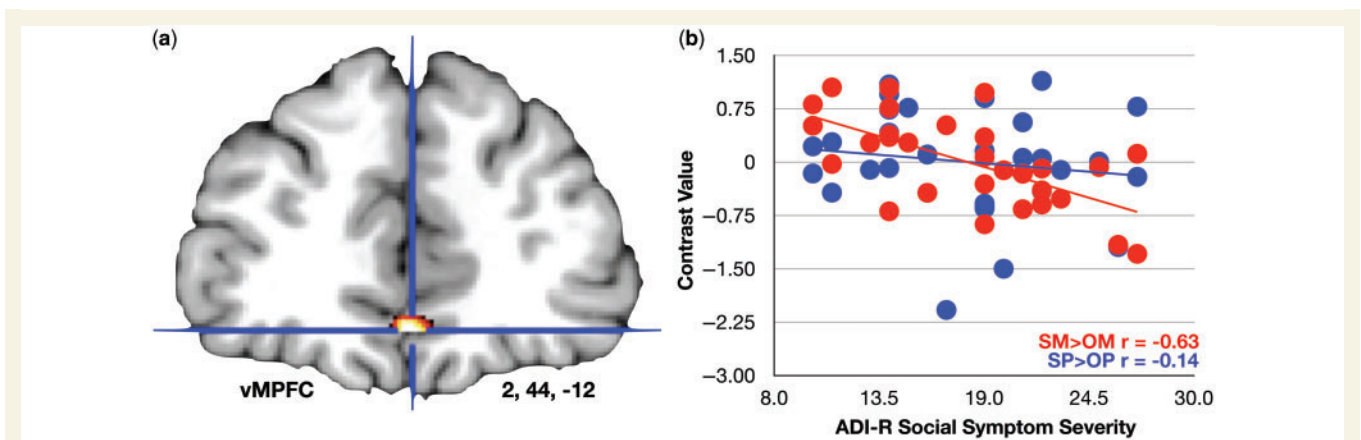 (a)
vMPFC
2, 44, -12
(b)
Contrast Value
1.50
0.75
0
−0.75
−1.50
−2.25
−3.00
SM>OM r = -0.63
SP>OP r = -0.14
8.0 13.5 19.0 24.5 30.0
ADI-R Social Symptom Severity